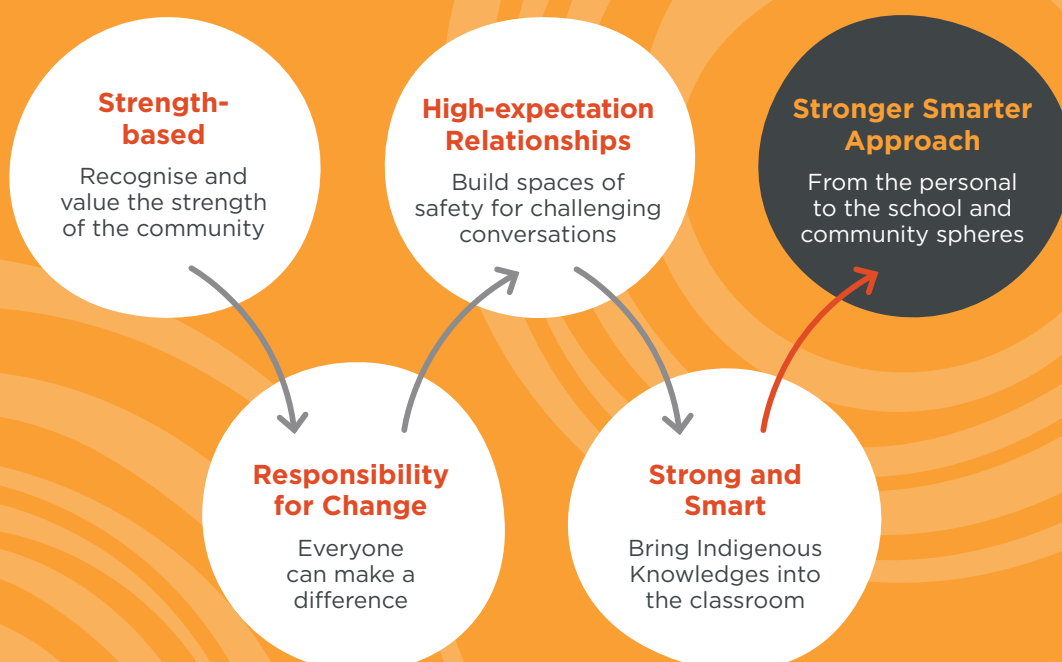 Strength-
based
Recognise and
value the strength
of the community
Responsibility
for Change
Everyone
can make a
difference
High-expectation
Relationships
Build spaces of
safety for challenging
conversations
Strong and
Smart
Bring Indigenous
Knowledges into
the classroom
Stronger Smarter
Approach
From the personal
to the school and
community spheres